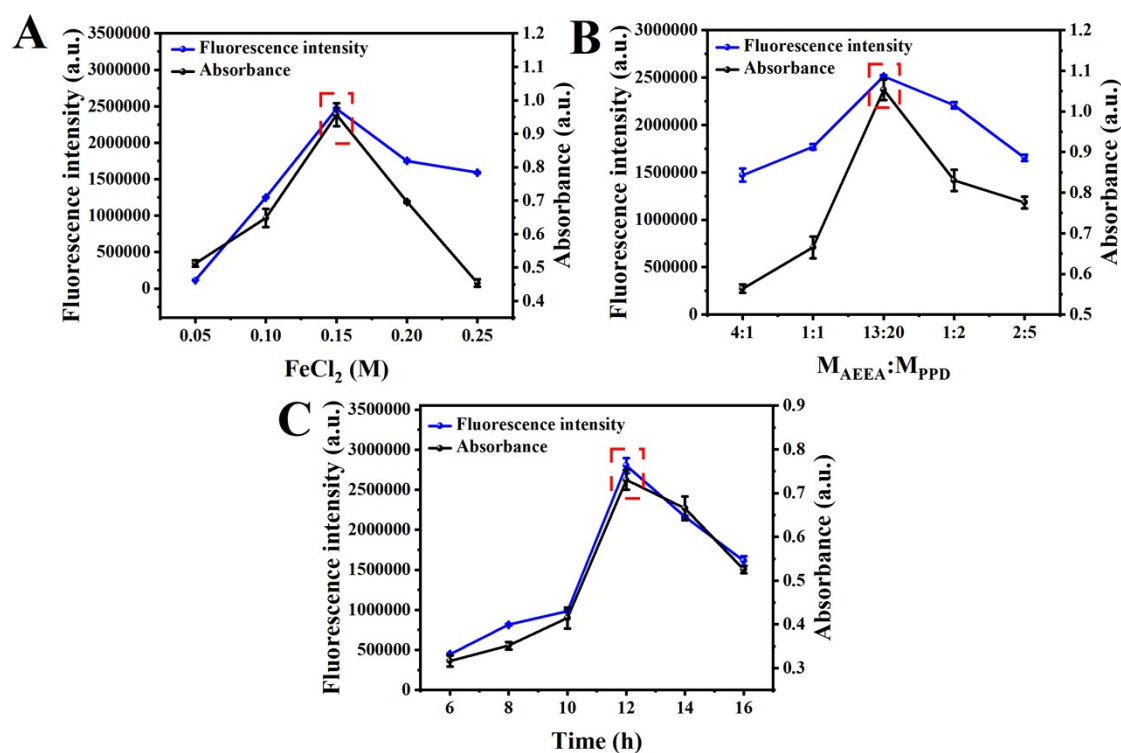 A
Fluorescence intensity (a.u.)
3500000
3000000
2500000
2000000
1500000
1000000
500000
0
Fluorescence intensity
Absorbance
1.2
1.1
1.0
0.9
0.8
0.7
0.6
0.5
0.4
Absorbance (a.u.)
0.05 0.10 0.15 0.20 0.25
FeCl2 (M)
B
Fluorescence intensity (a.u.)
3000000
2500000
2000000
1500000
1000000
500000
0
Fluorescence intensity
Absorbance
1.2
1.1
1.0
0.9
0.8
0.7
0.6
0.5
Absorbance (a.u.)
4:1 1:1 13:20 1:2 2:5
MAEEA:MPPD
C
Fluorescence intensity (a.u.)
3500000
3000000
2500000
2000000
1500000
1000000
500000
0
Fluorescence intensity
Absorbance
0.9
0.8
0.7
0.6
0.5
0.4
0.3
Absorbance (a.u.)
6 8 10 12 14 16
Time (h)